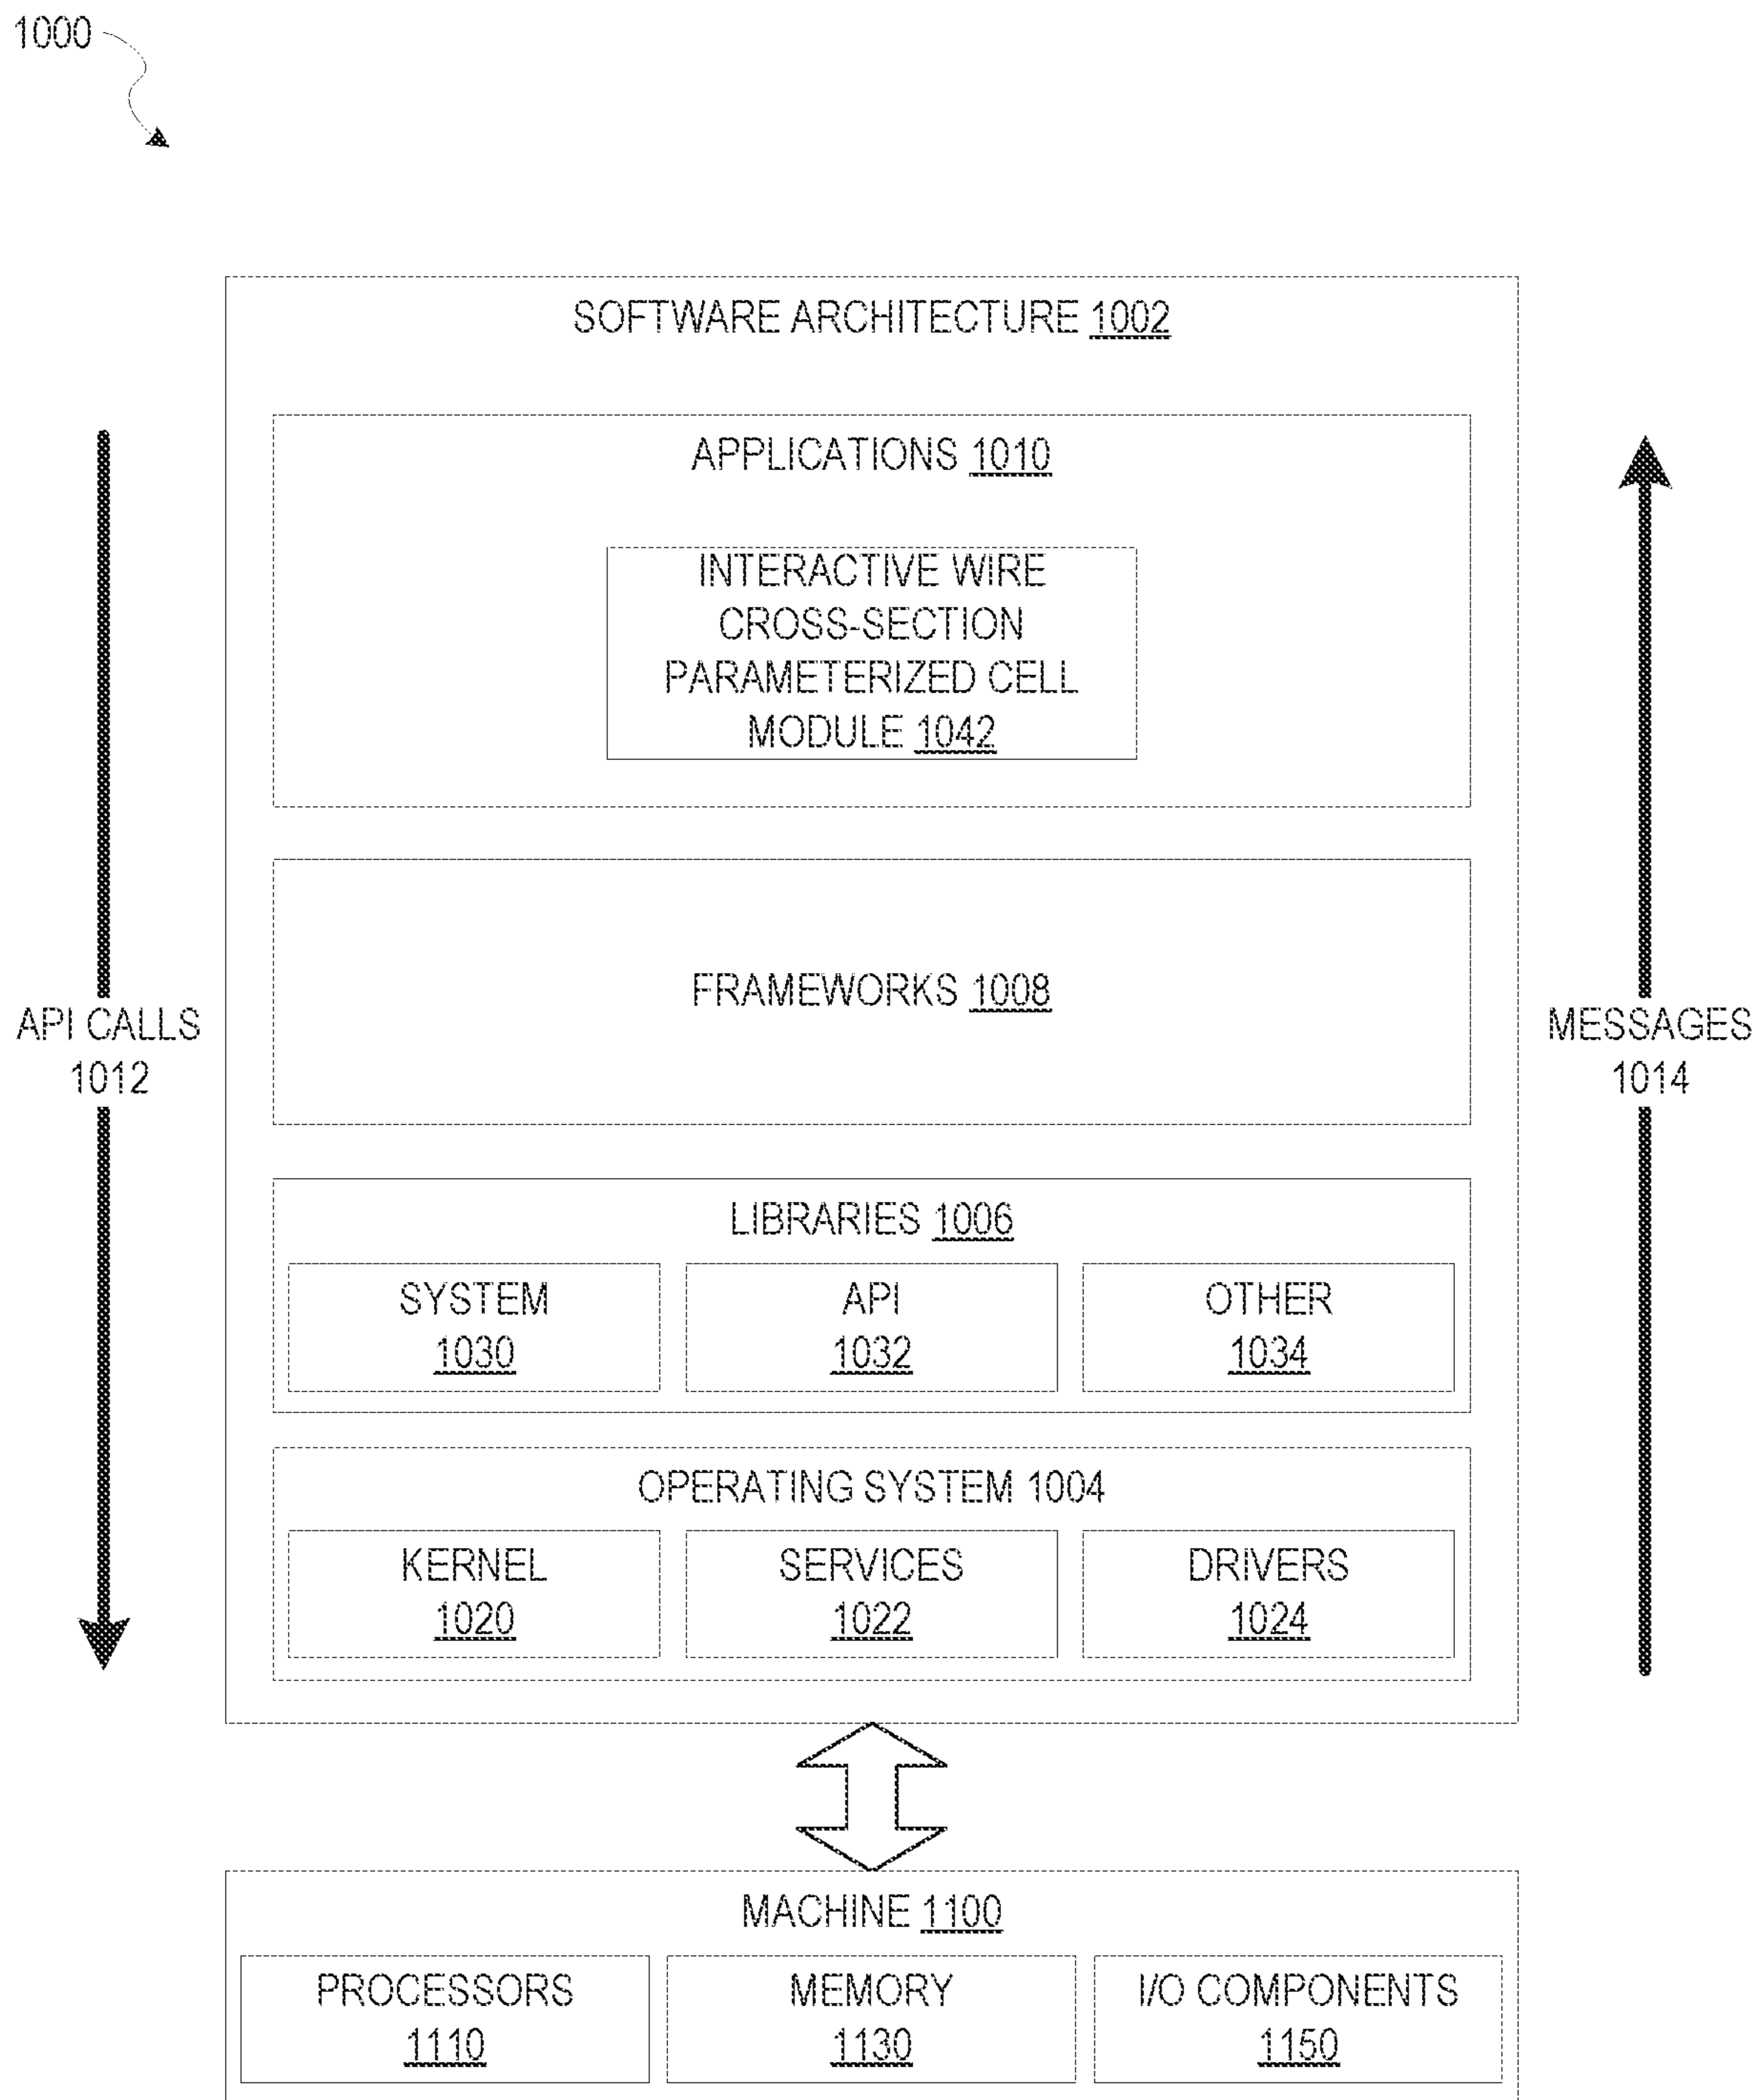 1000
SOFTWARE ARCHITECTURE 1002
APPLICATIONS 1010
INTERACTIVE WIRE
CROSS-SECTION
PARAMETERIZED CELL
MODULE 1042
FRAMEWORKS 1008
API CALLS
1012
MESSAGES
1014
LIBRARIES 1006
SYSTEM
1030
API
1032
OTHER
1034
OPERATING SYSTEM 1004
KERNEL
1020
SERVICES
1022
DRIVERS
1024
MACHINE 1100
PROCESSORS
1110
MEMORY
1130
I/O COMPONENTS
1150